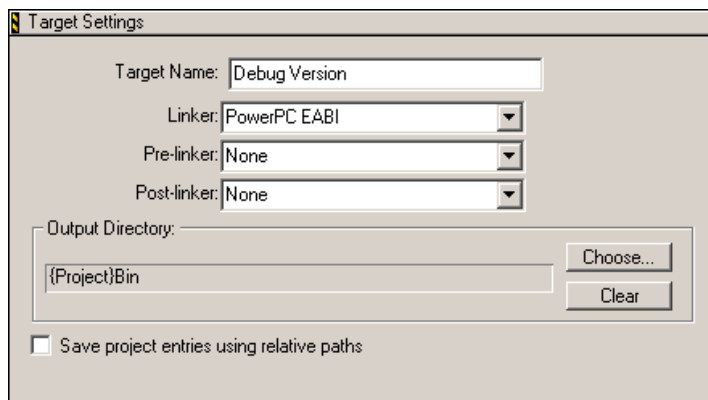 Target Settings
Target Name: Debug Version
Linker: PowerPC EABI
Pre-linker: None
Post-linker: None
Output Directory:
Choose...
{Project}Bin
Clear
Save project entries using relative paths